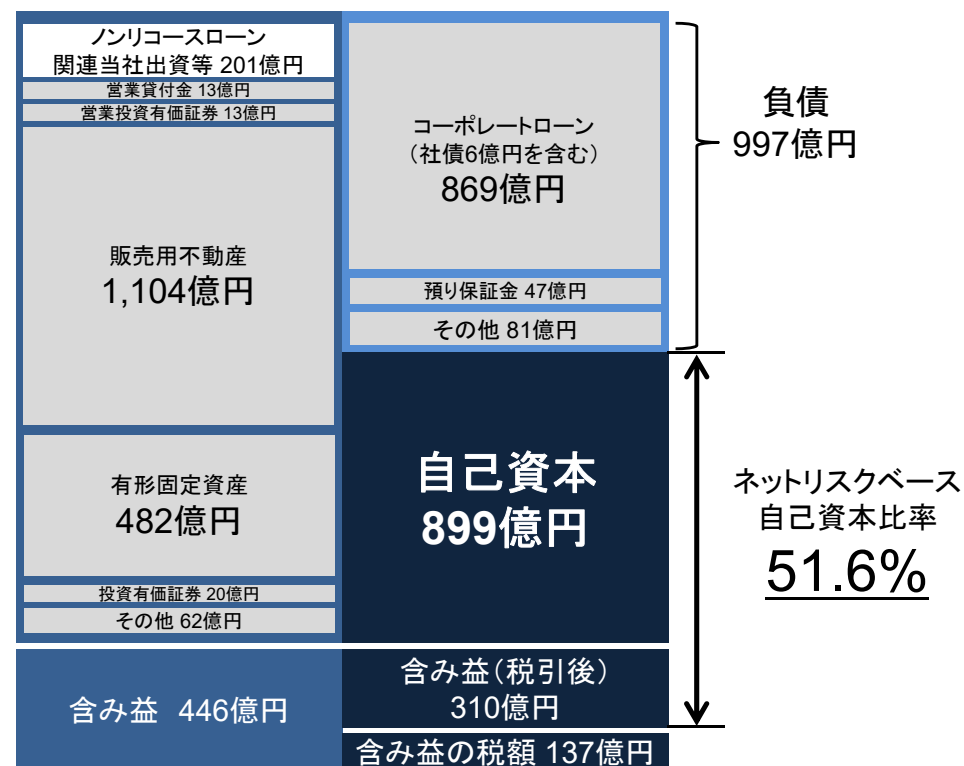 ノンリコースローン
関連当社出資等 201億円
営業貸付金 13億円
営業投資有価証券 13億円
販売用不動産
1,104億円
有形固定資産
482億円
投資有価証券 20億円
その他 62億円
含み益 446億円
コーポレートローン
（社債6億円を含む）
869億円
預り保証金 47億円
その他 81億円
自己資本
899億円
含み益（税引後）
310億円
含み益の税額 137億円
負債
997億円
ネットリスクベース
自己資本比率
51.6%